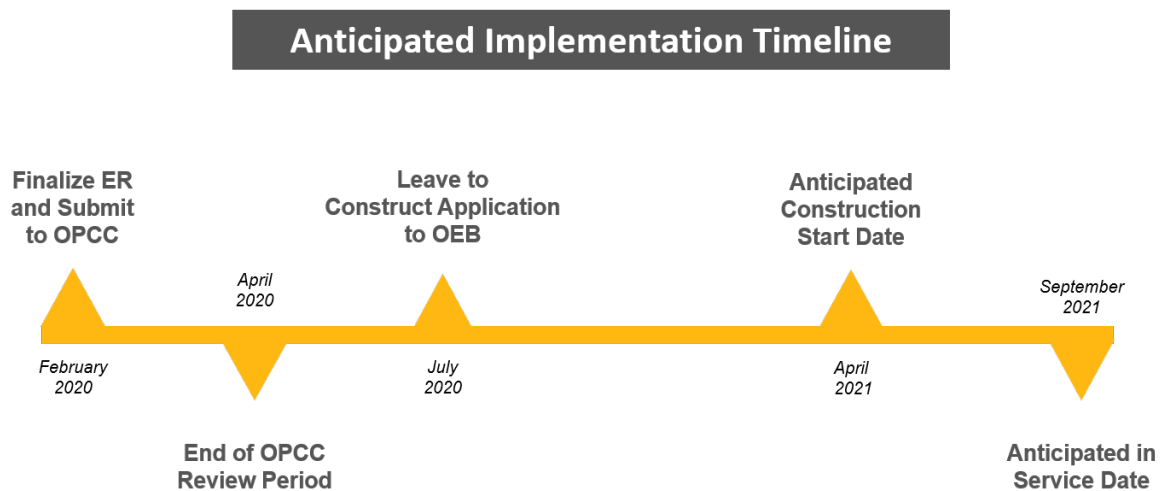 Anticipated Implementation Timeline
Finalize ER
and Submit
to OPCC
February
2020
April
2020
End of OPCC
Review Period
Leave to
Construct Application
to OEB
July
2020
Anticipated
Construction
Start Date
April
2021
September
2021
Anticipated in
Service Date